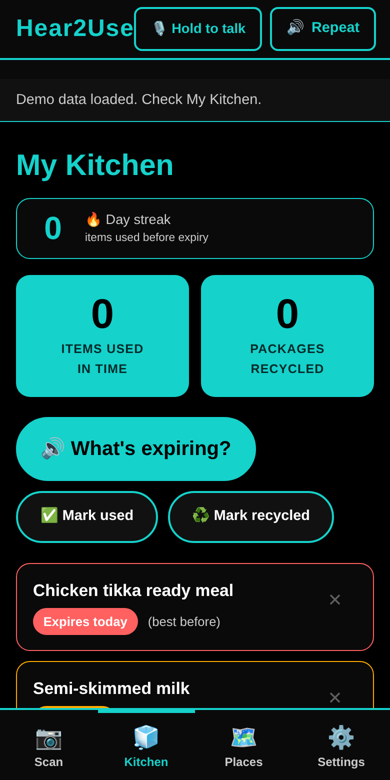 Hear2Use
🎙️ Hold to talk
🔊 Repeat
Demo data loaded. Check My Kitchen.
My Kitchen
0
🔥 Day streak
items used before expiry
0
ITEMS USED
IN TIME
0
PACKAGES
RECYCLED
🔊 What's expiring?
✅ Mark used
♻️ Mark recycled
Chicken tikka ready meal
✕
Expires today (best before)
Semi-skimmed milk
✕
Scan
Kitchen
Places
Settings